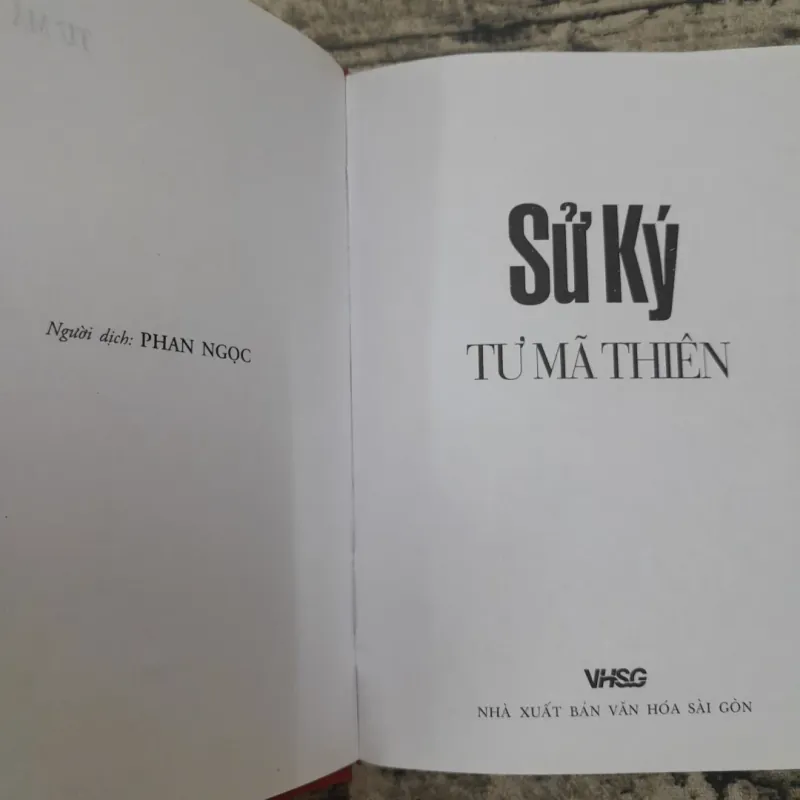 Người dịch: PHAN NGỌC
Sử Ký
TƯ MÃ THIÊN
VHSG
NHÀ XUẤT BẢN VĂN HÓA SÀI GÒN